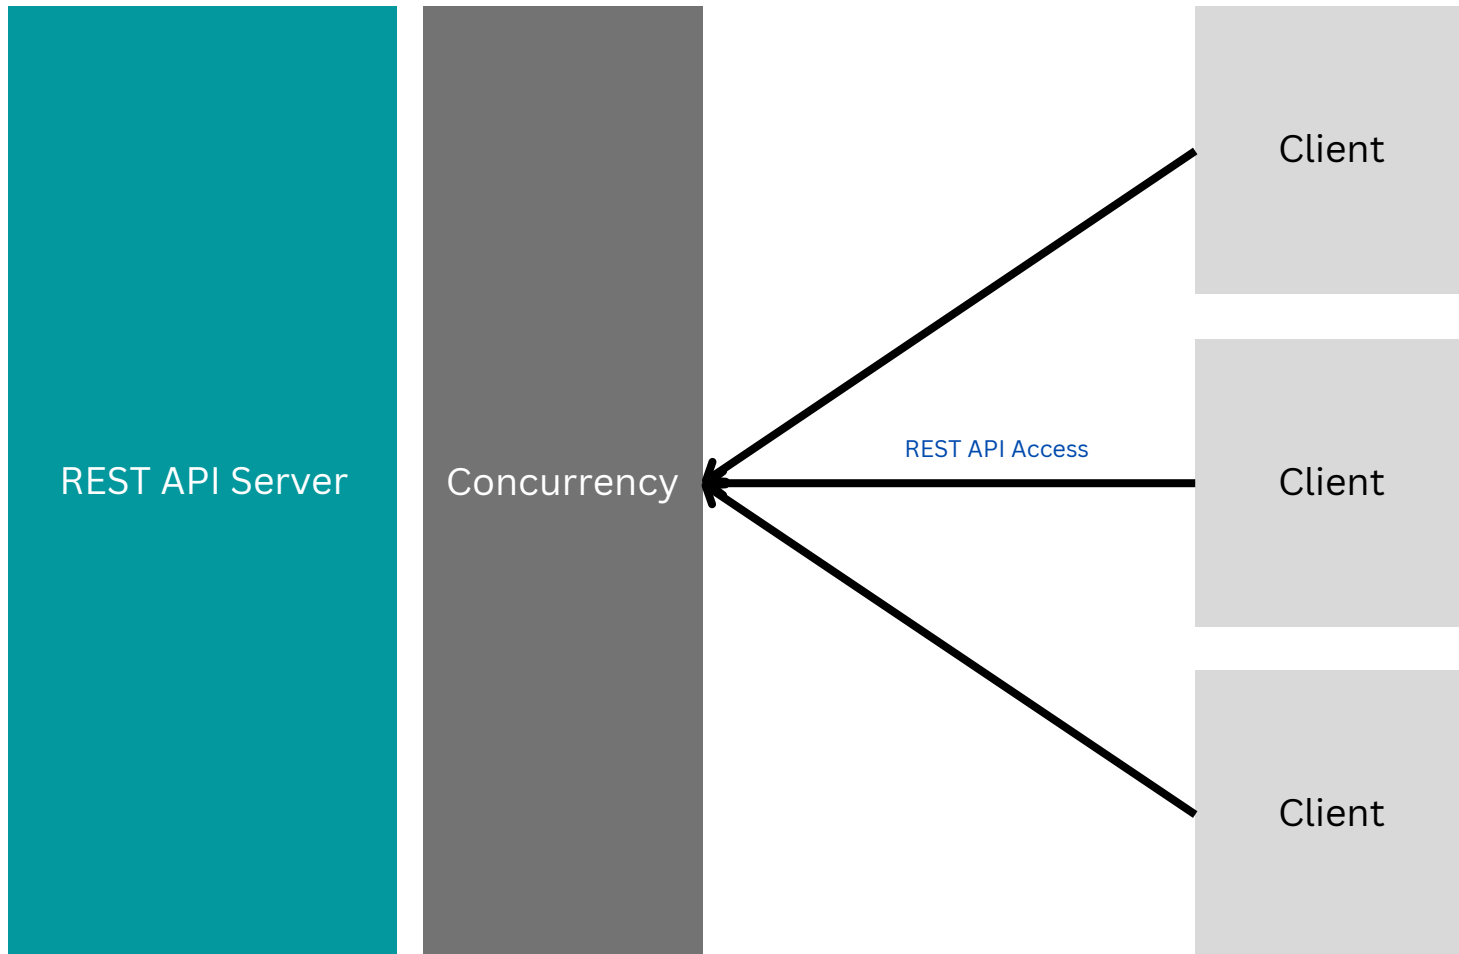 Client
REST API Access
REST API Server
Concurrency
Client
Client